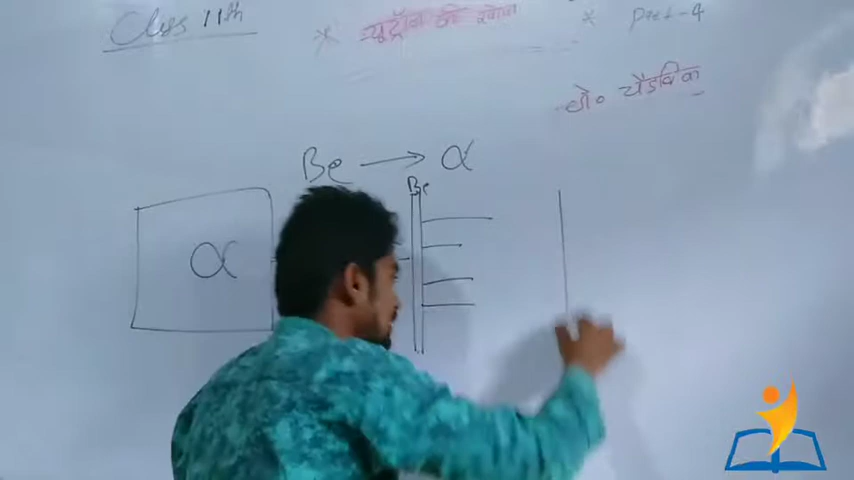 Class 11th
* न्यूट्रॉन की खोज * Part-4
वै० चैडविक
Be → α
Be
α